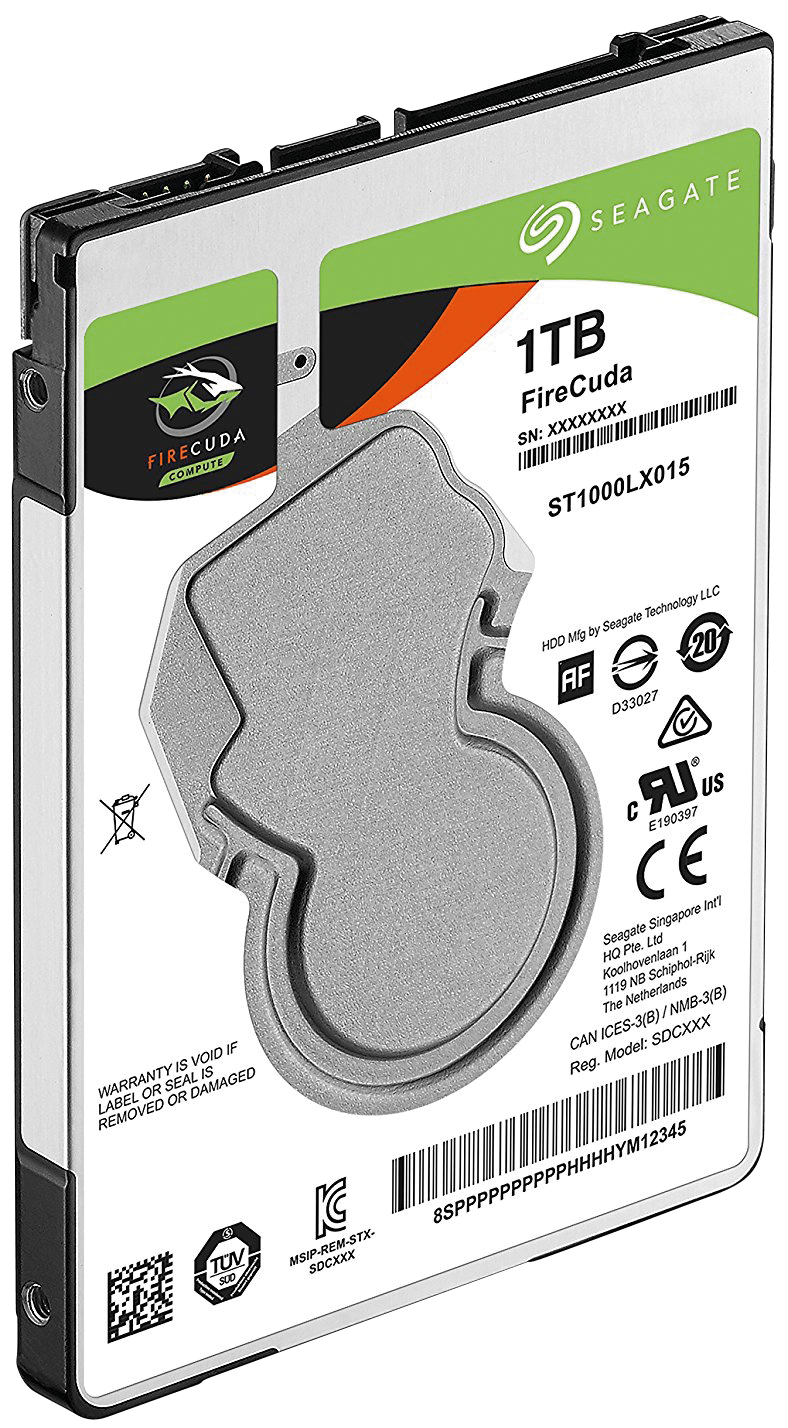 SEAGATE
FIRECUDA
COMPUTE
1TB
FireCuda
SN: XXXXXXXX
ST1000LX015
HDD Mfg by Seagate Technology LLC
AF
D33027
20
C RU® US
E190397
CE
Seagate Singapore Int'l
HQ Pte. Ltd
Koolhovenlaan 1
1119 NB Schiphol-Rijk
The Netherlands
CAN ICES-3(B) / NMB-3(B)
Reg. Model: SDCXXX
WARRANTY IS VOID IF
LABEL OR SEAL IS
REMOVED OR DAMAGED
8SPPPPPPPPPPPHHHHYM12345
MSIP-REM-STX-
SDCXXX
TÜV
SÜD